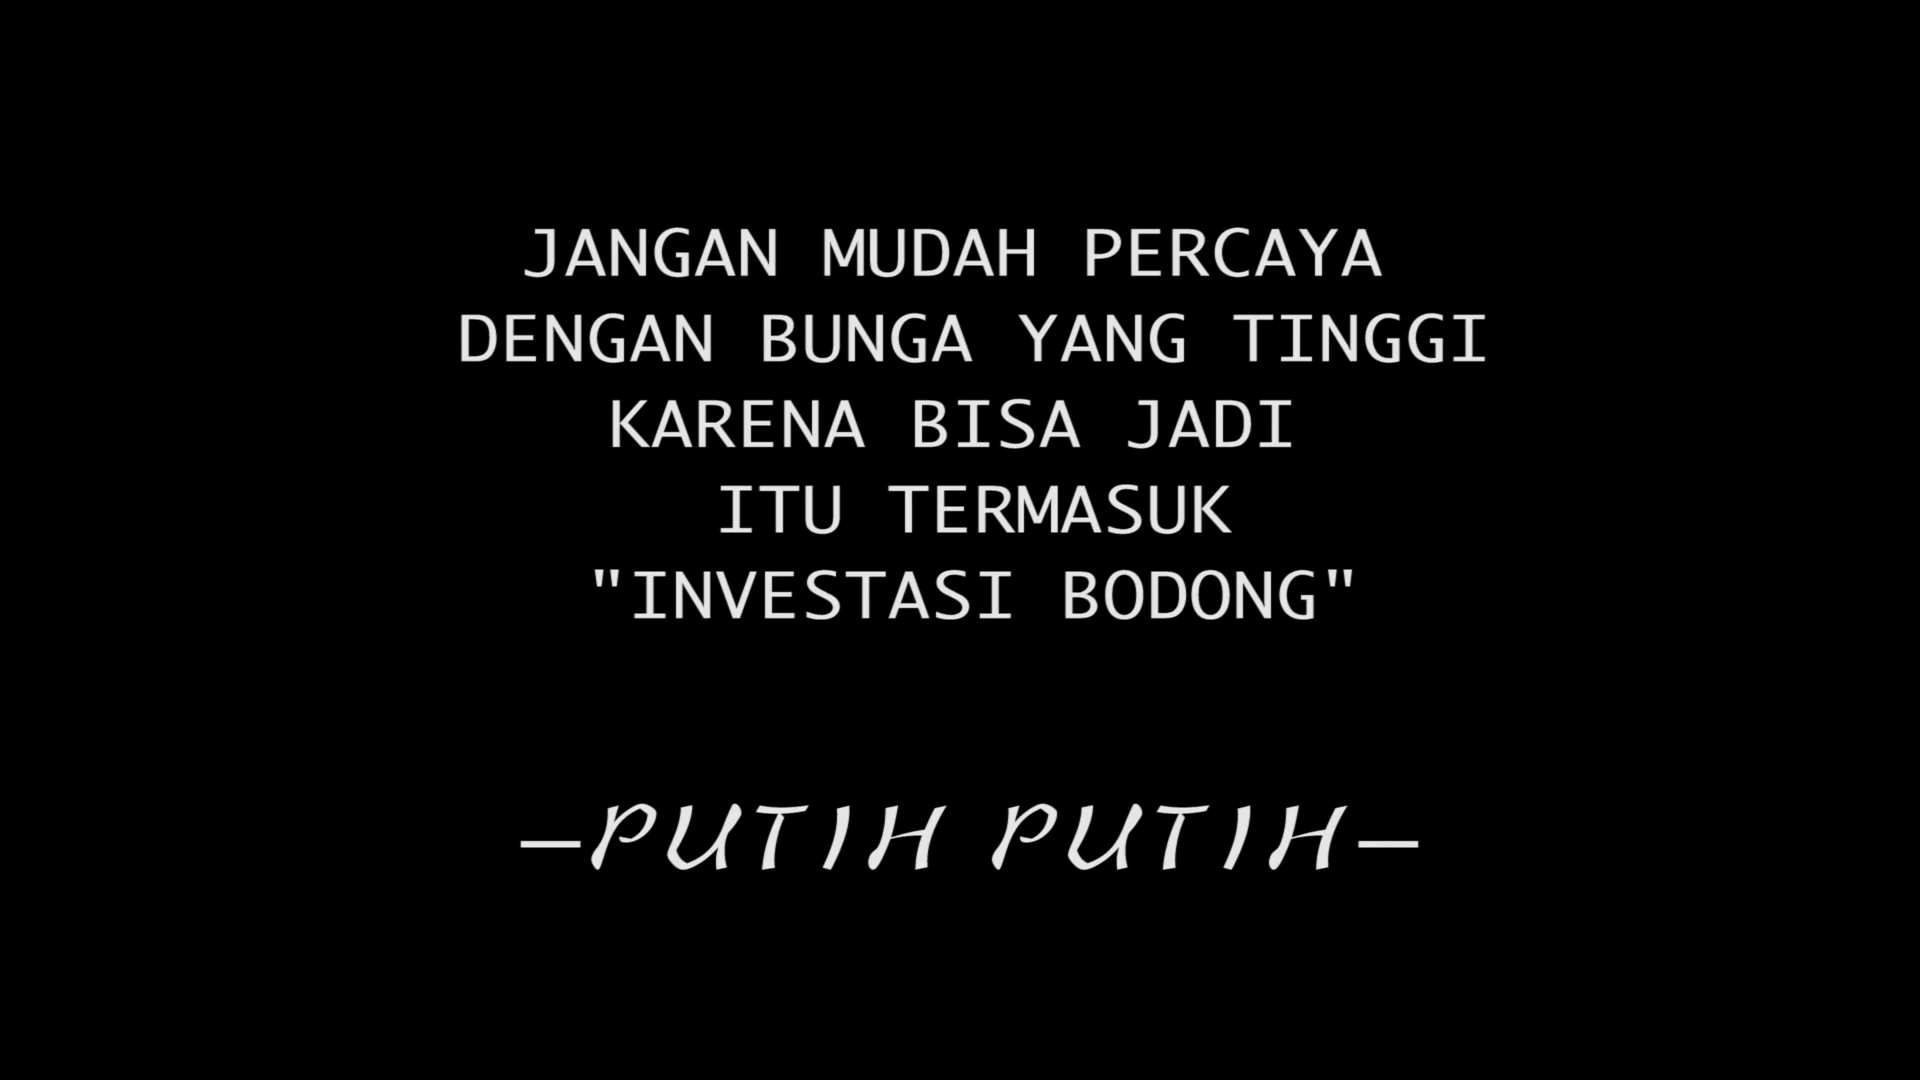 JANGAN MUDAH PERCAYA
DENGAN BUNGA YANG TINGGI
KARENA BISA JADI
ITU TERMASUK
"INVESTASI BODONG"
—PUTIH PUTIH—